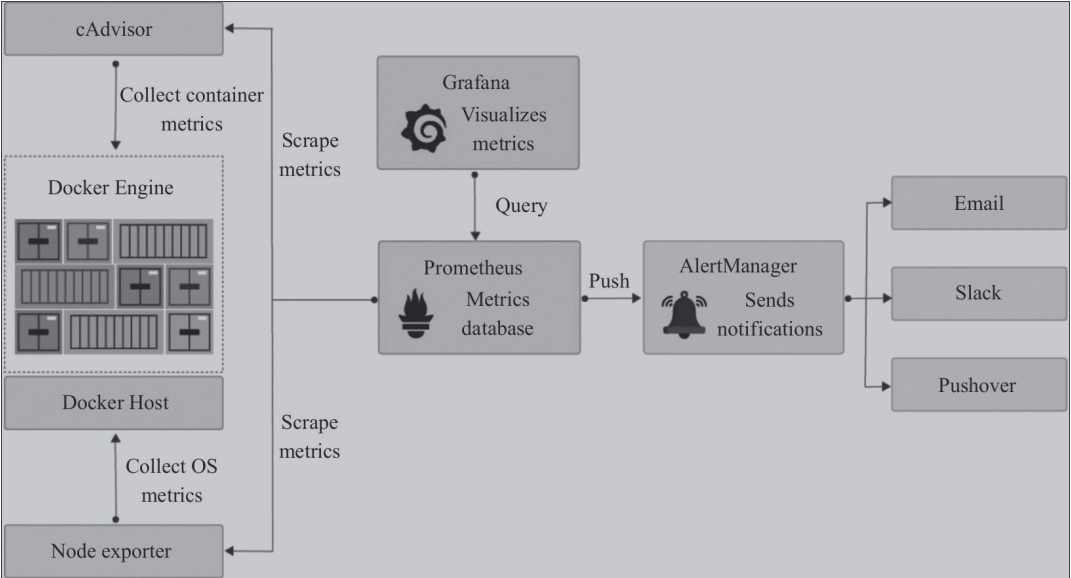 cAdvisor
Collect container
metrics
Docker Engine
Docker Host
Collect OS
metrics
Node exporter
Scrape
metrics
Scrape
metrics
Grafana
Visualizes
metrics
Query
Prometheus
Metrics
database
Push
AlertManager
Sends
notifications
Email
Slack
Pushover